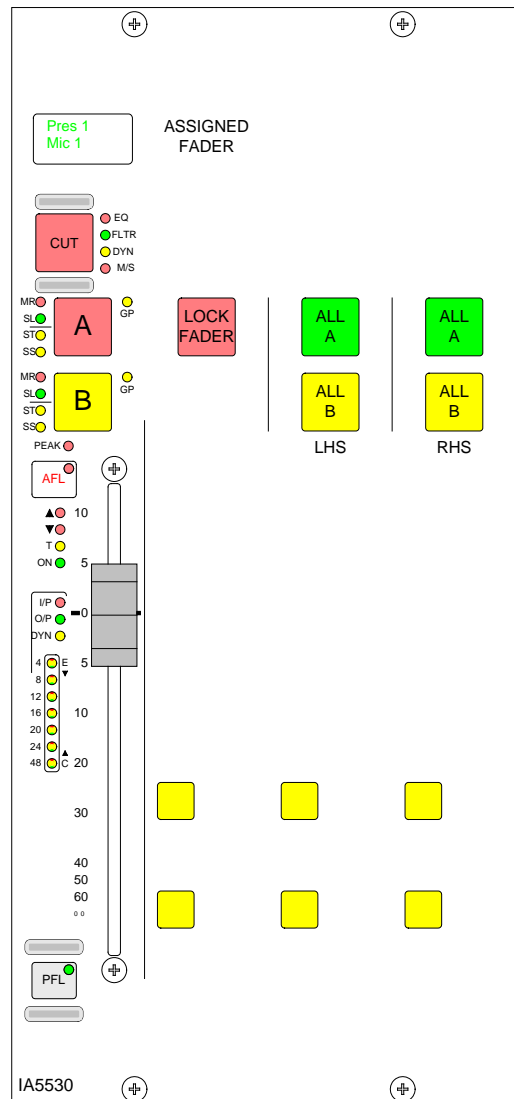 Pres 1
Mic 1
ASSIGNED
FADER
CUT
EQ
FLTR
DYN
M/S
MR
SL
ST
SS
A
GP
LOCK
FADER
ALL
A
ALL
A
MR
SL
ST
SS
B
GP
ALL
B
ALL
B
LHS
RHS
PEAK
AFL
10
T
ON
5
I/P
O/P
DYN
0
4 E
5
8
12
16
10
20
24
48 C
20
30
40
50
60
00
PFL
IA5530